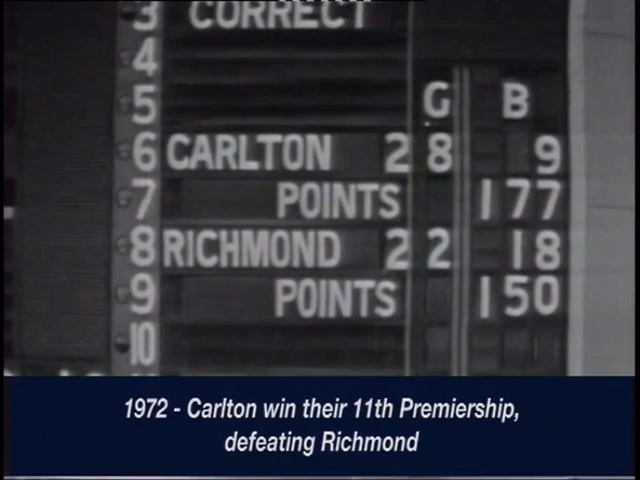 3 CORRECT
4
5 G B
6 CARLTON 28 9
7 POINTS 177
8 RICHMOND 22 18
9 POINTS 150
10
1972 - Carlton win their 11th Premiership,
defeating Richmond